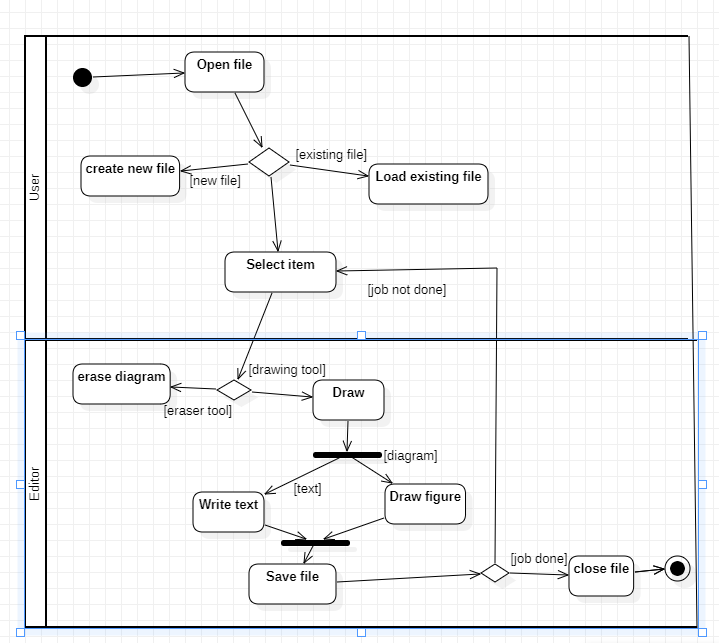 User
Open file
create new file
[new file]
[existing file]
Load existing file
Select item
[job not done]
Editor
erase diagram
[eraser tool]
[drawing tool]
Draw
[diagram]
[text]
Write text
Draw figure
Save file
[job done]
close file